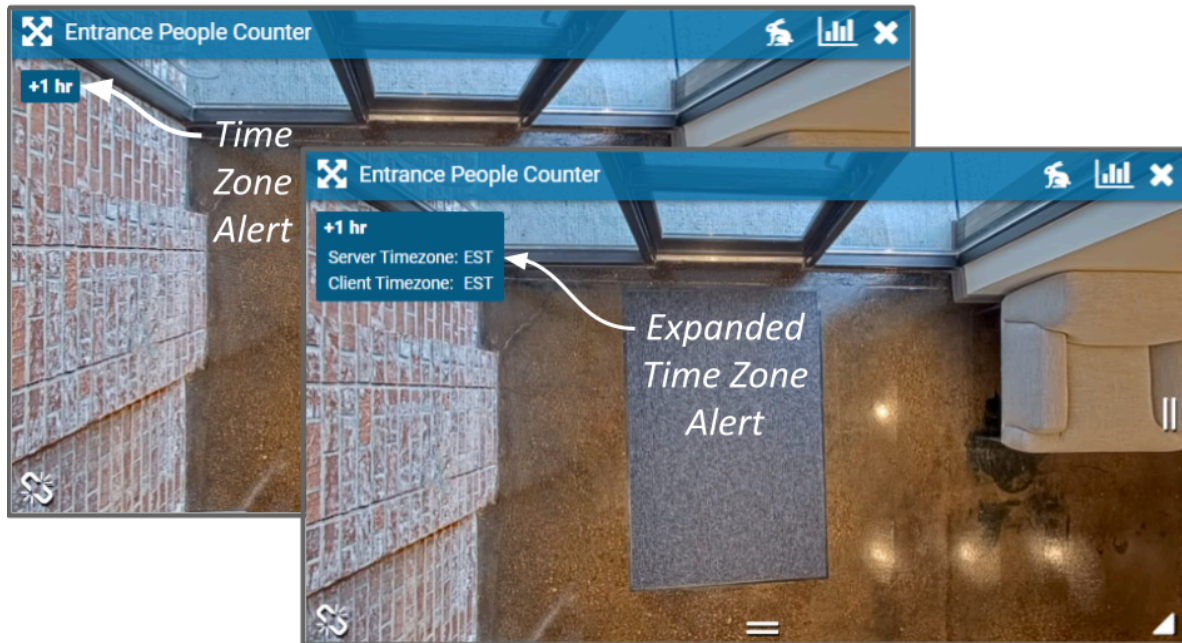 Entrance People Counter
+1 hr
Time
Zone
Alert
Entrance People Counter
+1 hr
Server Timezone: EST
Client Timezone: EST
Expanded
Time Zone
Alert